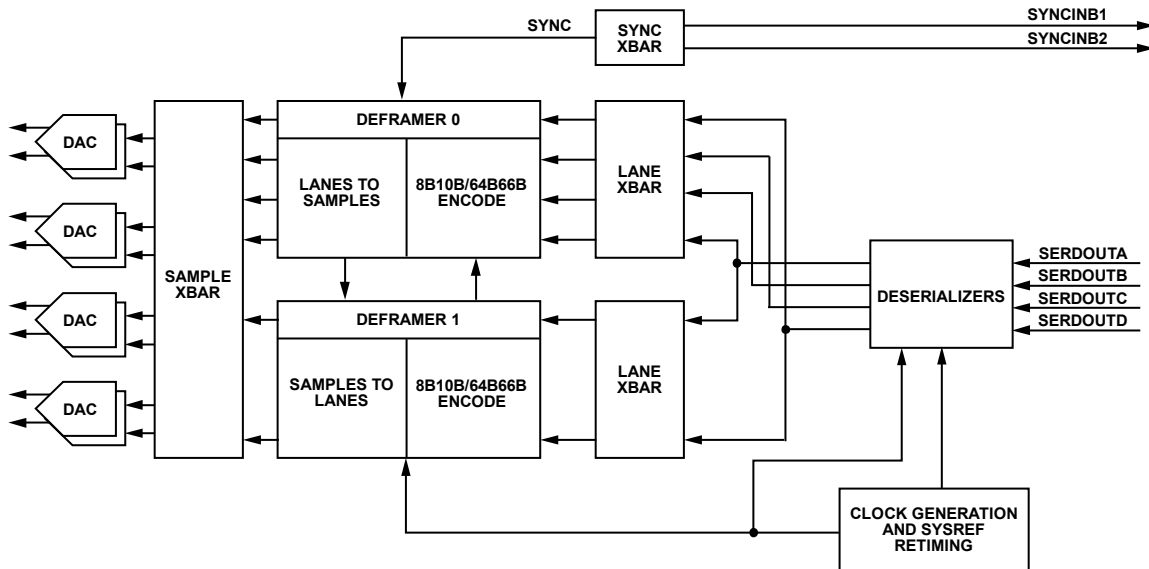 SYNCINB1
SYNC
SYNC
XBAR
SYNCINB2
DAC
DAC
DAC
DAC
SAMPLE
XBAR
DEFRAMER 0
LANES TO
SAMPLES
8B10B/64B66B
ENCODE
LANE
XBAR
DEFRAMER 1
SAMPLES TO
LANES
8B10B/64B66B
ENCODE
LANE
XBAR
DESERIALIZERS
SERDOUTA
SERDOUTB
SERDOUTC
SERDOUTD
CLOCK GENERATION
AND SYSREF
RETIMING